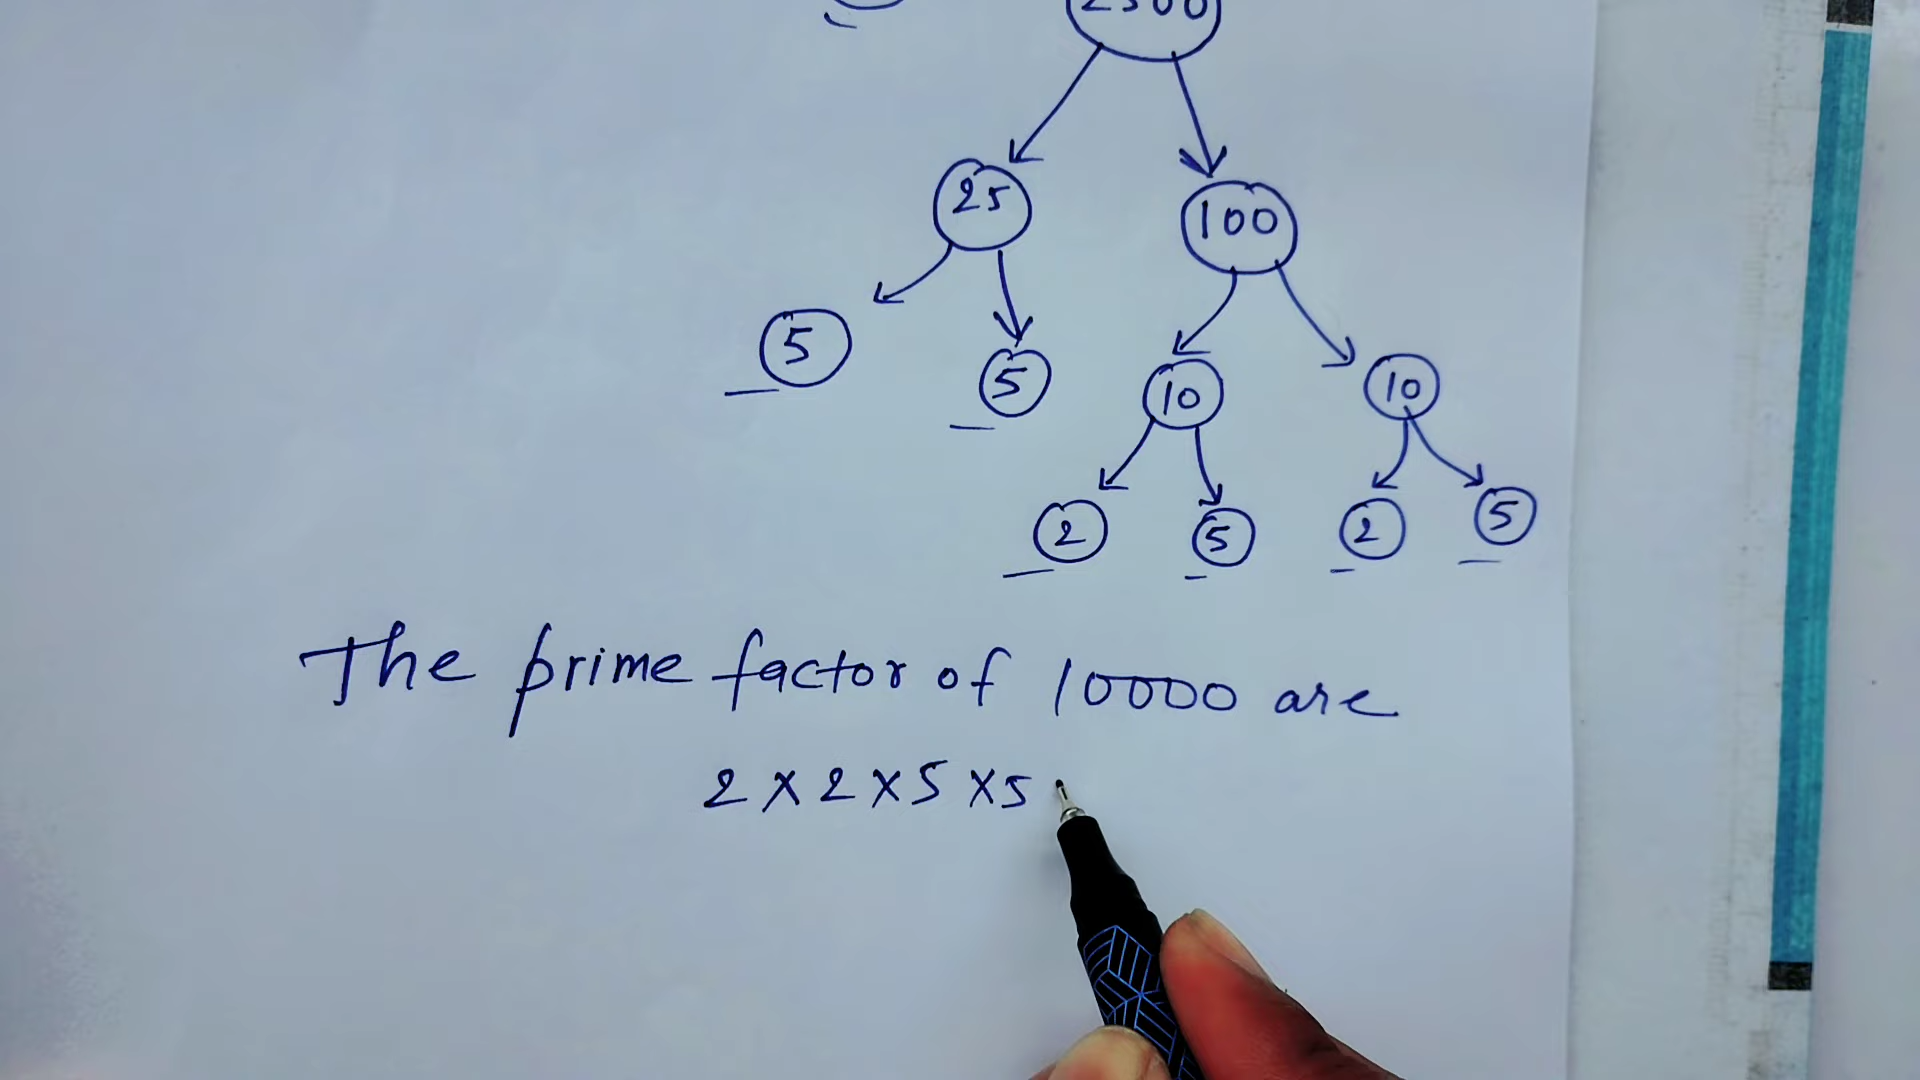 2500
25 100
5 5 10 10
2 5 2 5
The prime factor of 10000 are
2 × 2 × 5 × 5